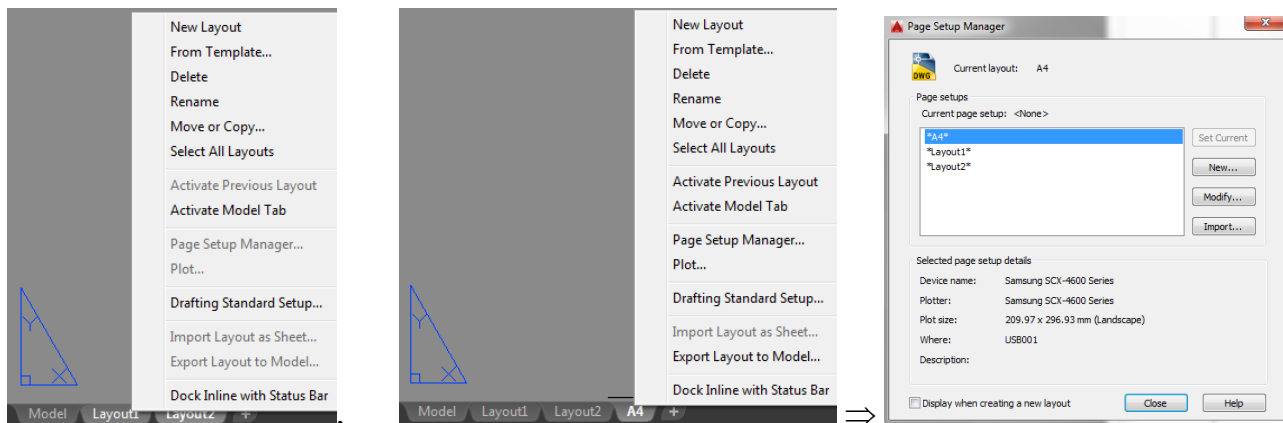 New Layout
From Template...
Delete
Rename
Move or Copy...
Select All Layouts
Activate Previous Layout
Activate Model Tab
Page Setup Manager...
Plot...
Drafting Standard Setup...
Import Layout as Sheet...
Export Layout to Model...
Dock Inline with Status Bar
Y
X
Model Layout1 Layout2 +
New Layout
From Template...
Delete
Rename
Move or Copy...
Select All Layouts
Activate Previous Layout
Activate Model Tab
Page Setup Manager...
Plot...
Drafting Standard Setup...
Import Layout as Sheet...
Export Layout to Model...
Dock Inline with Status Bar
Y
X
Model Layout1 Layout2 A4 +
⇒
Page Setup Manager
DWG
Current layout: A4
Page setups
Current page setup: <None>
*A4*
*Layout1*
*Layout2*
Set Current
New...
Modify...
Import...
Selected page setup details
Device name: Samsung SCX-4600 Series
Plotter: Samsung SCX-4600 Series
Plot size: 209.97 x 296.93 mm (Landscape)
Where: USB001
Description:
Display when creating a new layout
Close
Help